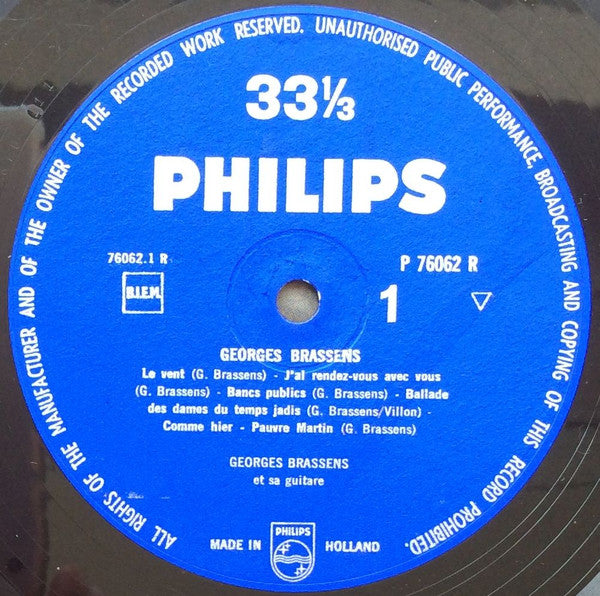 ALL RIGHTS OF THE MANUFACTURER AND OF THE OWNER OF THE RECORDED WORK RESERVED. UNAUTHORISED PUBLIC PERFORMANCE, BROADCASTING AND COPYING OF THIS RECORD PROHIBITED.
33⅓
PHILIPS
76062.1 R
P 76062 R
B.I.E.M.
1
GEORGES BRASSENS
Le vent (G. Brassens) - J'ai rendez-vous avec vous
(G. Brassens) - Bancs publics (G. Brassens) - Ballade
des dames du temps jadis (G. Brassens/Villon) -
Comme hier - Pauvre Martin (G. Brassens)
GEORGES BRASSENS
et sa guitare
MADE IN
PHILIPS
HOLLAND